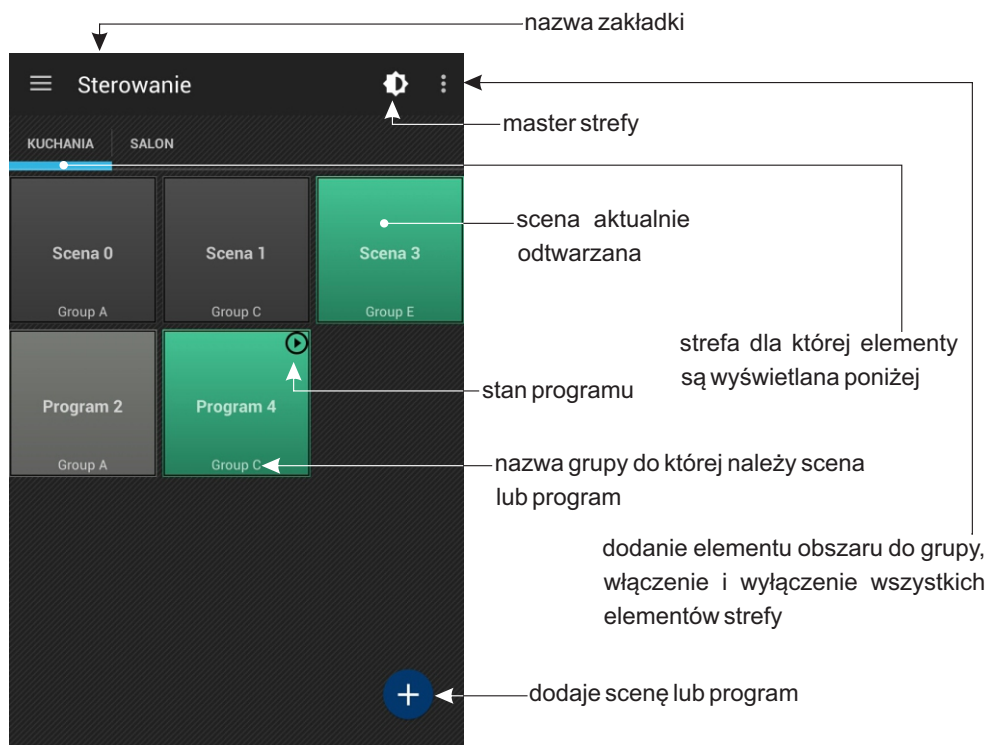 nazwa zakładki
Sterowanie
master strefy
KUCHANIA SALON
scena aktualnie
odtwarzana
Scena 0 Scena 1 Scena 3
Group A Group C Group E
strefa dla której elementy
są wyświetlana poniżej
stan programu
Program 2 Program 4
Group A Group C
nazwa grupy do której należy scena
lub program
dodanie elementu obszaru do grupy,
włączenie i wyłączenie wszystkich
elementów strefy
dodaje scenę lub program